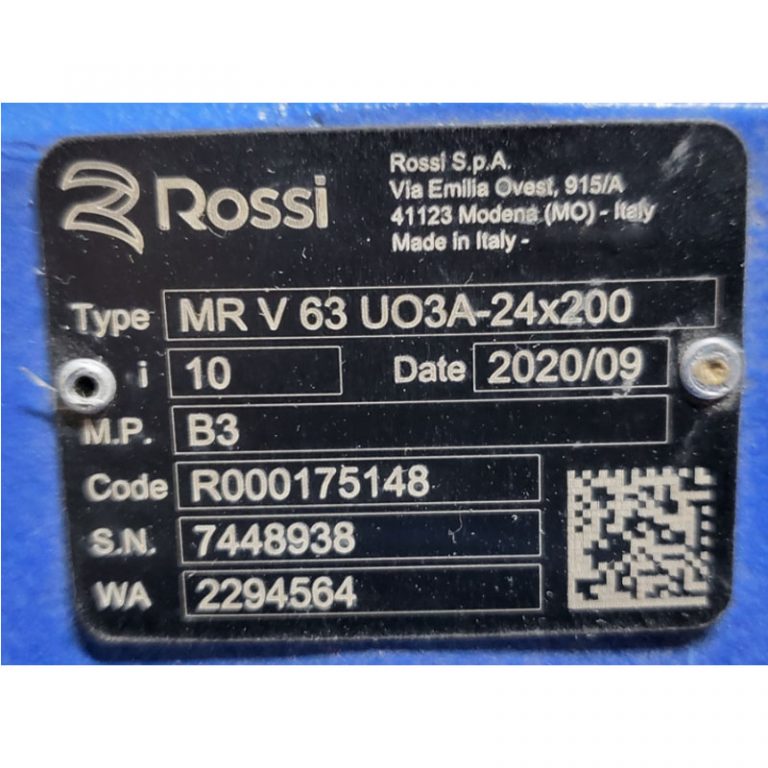 Rossi
Rossi S.p.A.
Via Emilia Ovest, 915/A
41123 Modena (MO) - Italy
Made in Italy -
Type MR V 63 UO3A-24x200
i 10 Date 2020/09
M.P. B3
Code R000175148
S.N. 7448938
WA 2294564